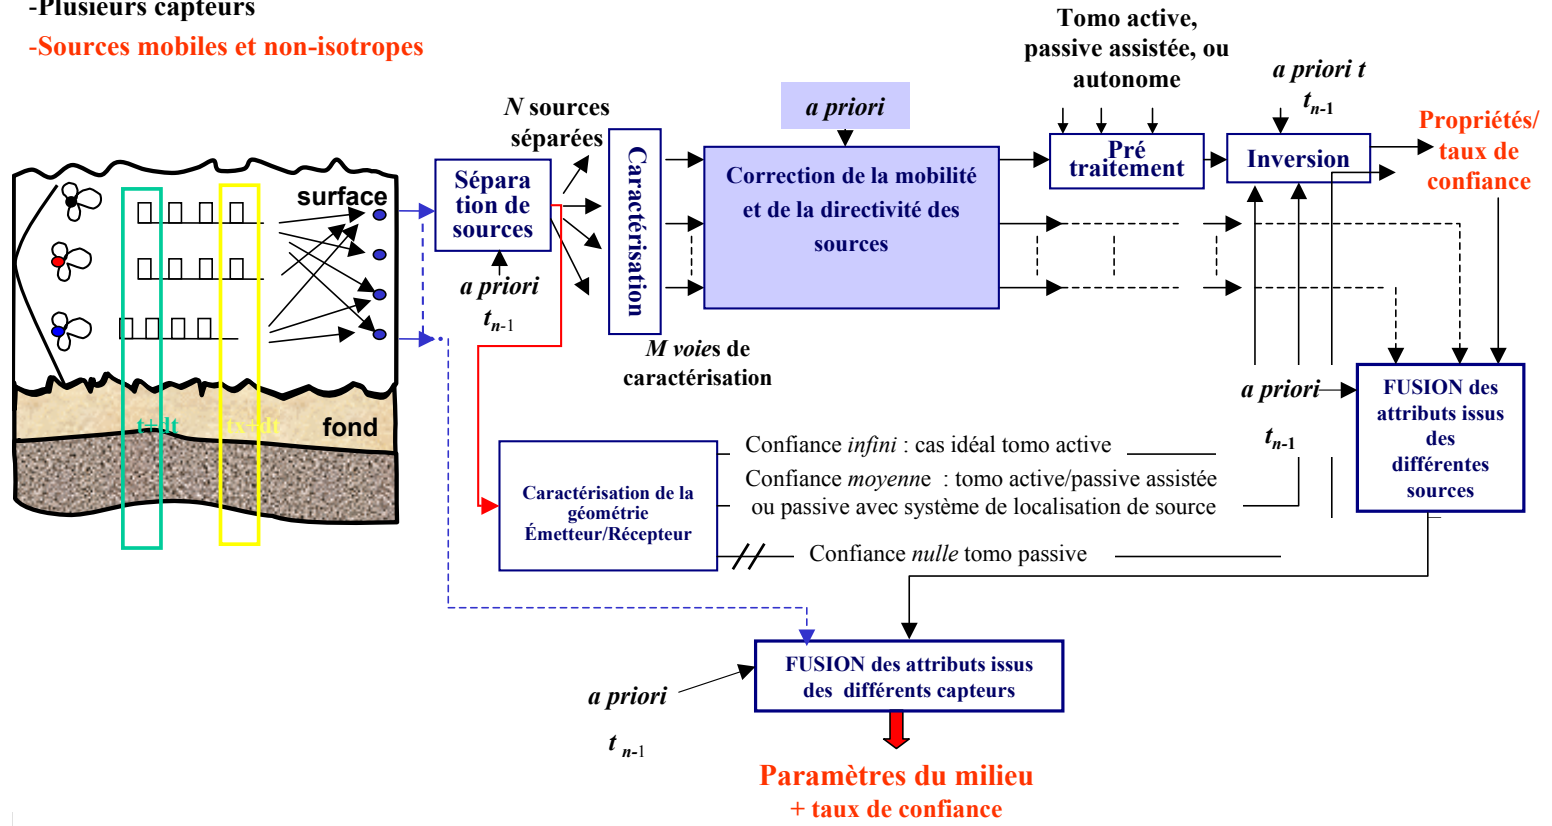 -Plusieurs capteurs
-Sources mobiles et non-isotropes
Tomo active,
passive assistée, ou
autonome
a priori t
tn-1
a priori
N sources
séparées
Propriétés/
taux de
confiance
surface
Sépara
tion de
sources
Caractérisation
Correction de la mobilité
et de la directivité des
sources
Pré
traitement
Inversion
a priori
tn-1
M voies de
caractérisation
t+dt
tx+dt
fond
a priori
tn-1
FUSION des
attributs issus
des
différentes
sources
Caractérisation de la
géométrie
Émetteur/Récepteur
Confiance infini : cas idéal tomo active
Confiance moyenne : tomo active/passive assistée
ou passive avec système de localisation de source
Confiance nulle tomo passive
FUSION des attributs issus
des différents capteurs
a priori
t n-1
Paramètres du milieu
+ taux de confiance